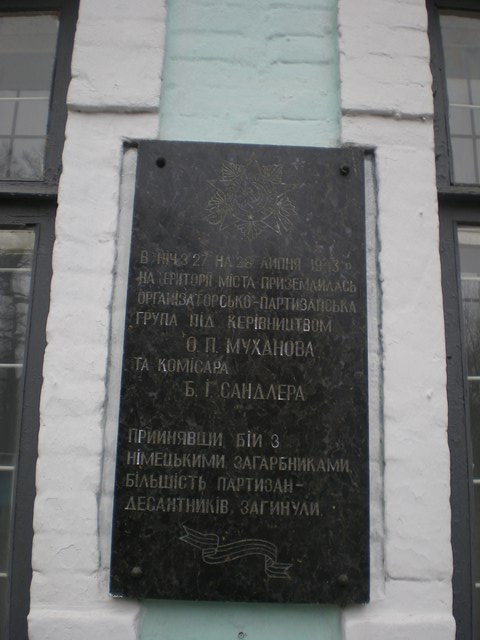 В НІЧ З 27 НА 28 ЛИПНЯ 1943 р
НА ТЕРИТОРІЇ МІСТА ПРИЗЕМЛИЛАСЬ
ОРГАНІЗАТОРСЬКО-ПАРТИЗАНСЬКА
ГРУПА ПІД КЕРІВНИЦТВОМ
О. П. МУХАНОВА
ТА КОМІСАРА
Б. І. САНДЛЕРА
ПРИЙНЯВШИ БІЙ З
НІМЕЦЬКИМИ ЗАГАРБНИКАМИ
БІЛЬШІСТЬ ПАРТИЗАН-
ДЕСАНТНИКІВ ЗАГИНУЛИ